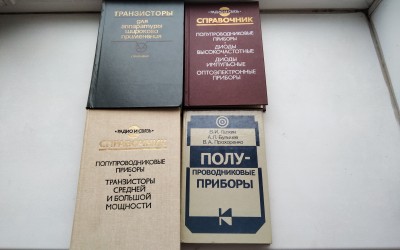 ТРАНЗИСТОРЫ
для
аппаратуры
широкого
применения
СПРАВОЧНИК
ПОЛУПРОВОДНИКОВЫЕ
ПРИБОРЫ
ДИОДЫ
ВЫСОКОЧАСТОТНЫЕ
ДИОДЫ
ИМПУЛЬСНЫЕ
ОПТОЭЛЕКТРОННЫЕ
ПРИБОРЫ
•РАДИО И СВЯЗЬ•
СПРАВОЧНИК
ПОЛУПРОВОДНИКОВЫЕ
ПРИБОРЫ
•
ТРАНЗИСТОРЫ
СРЕДНЕЙ
И БОЛЬШОЙ
МОЩНОСТИ
В.А. Прохоренко
ПОЛУ-
ПРОВОДНИКОВЫЕ
ПРИБОРЫ